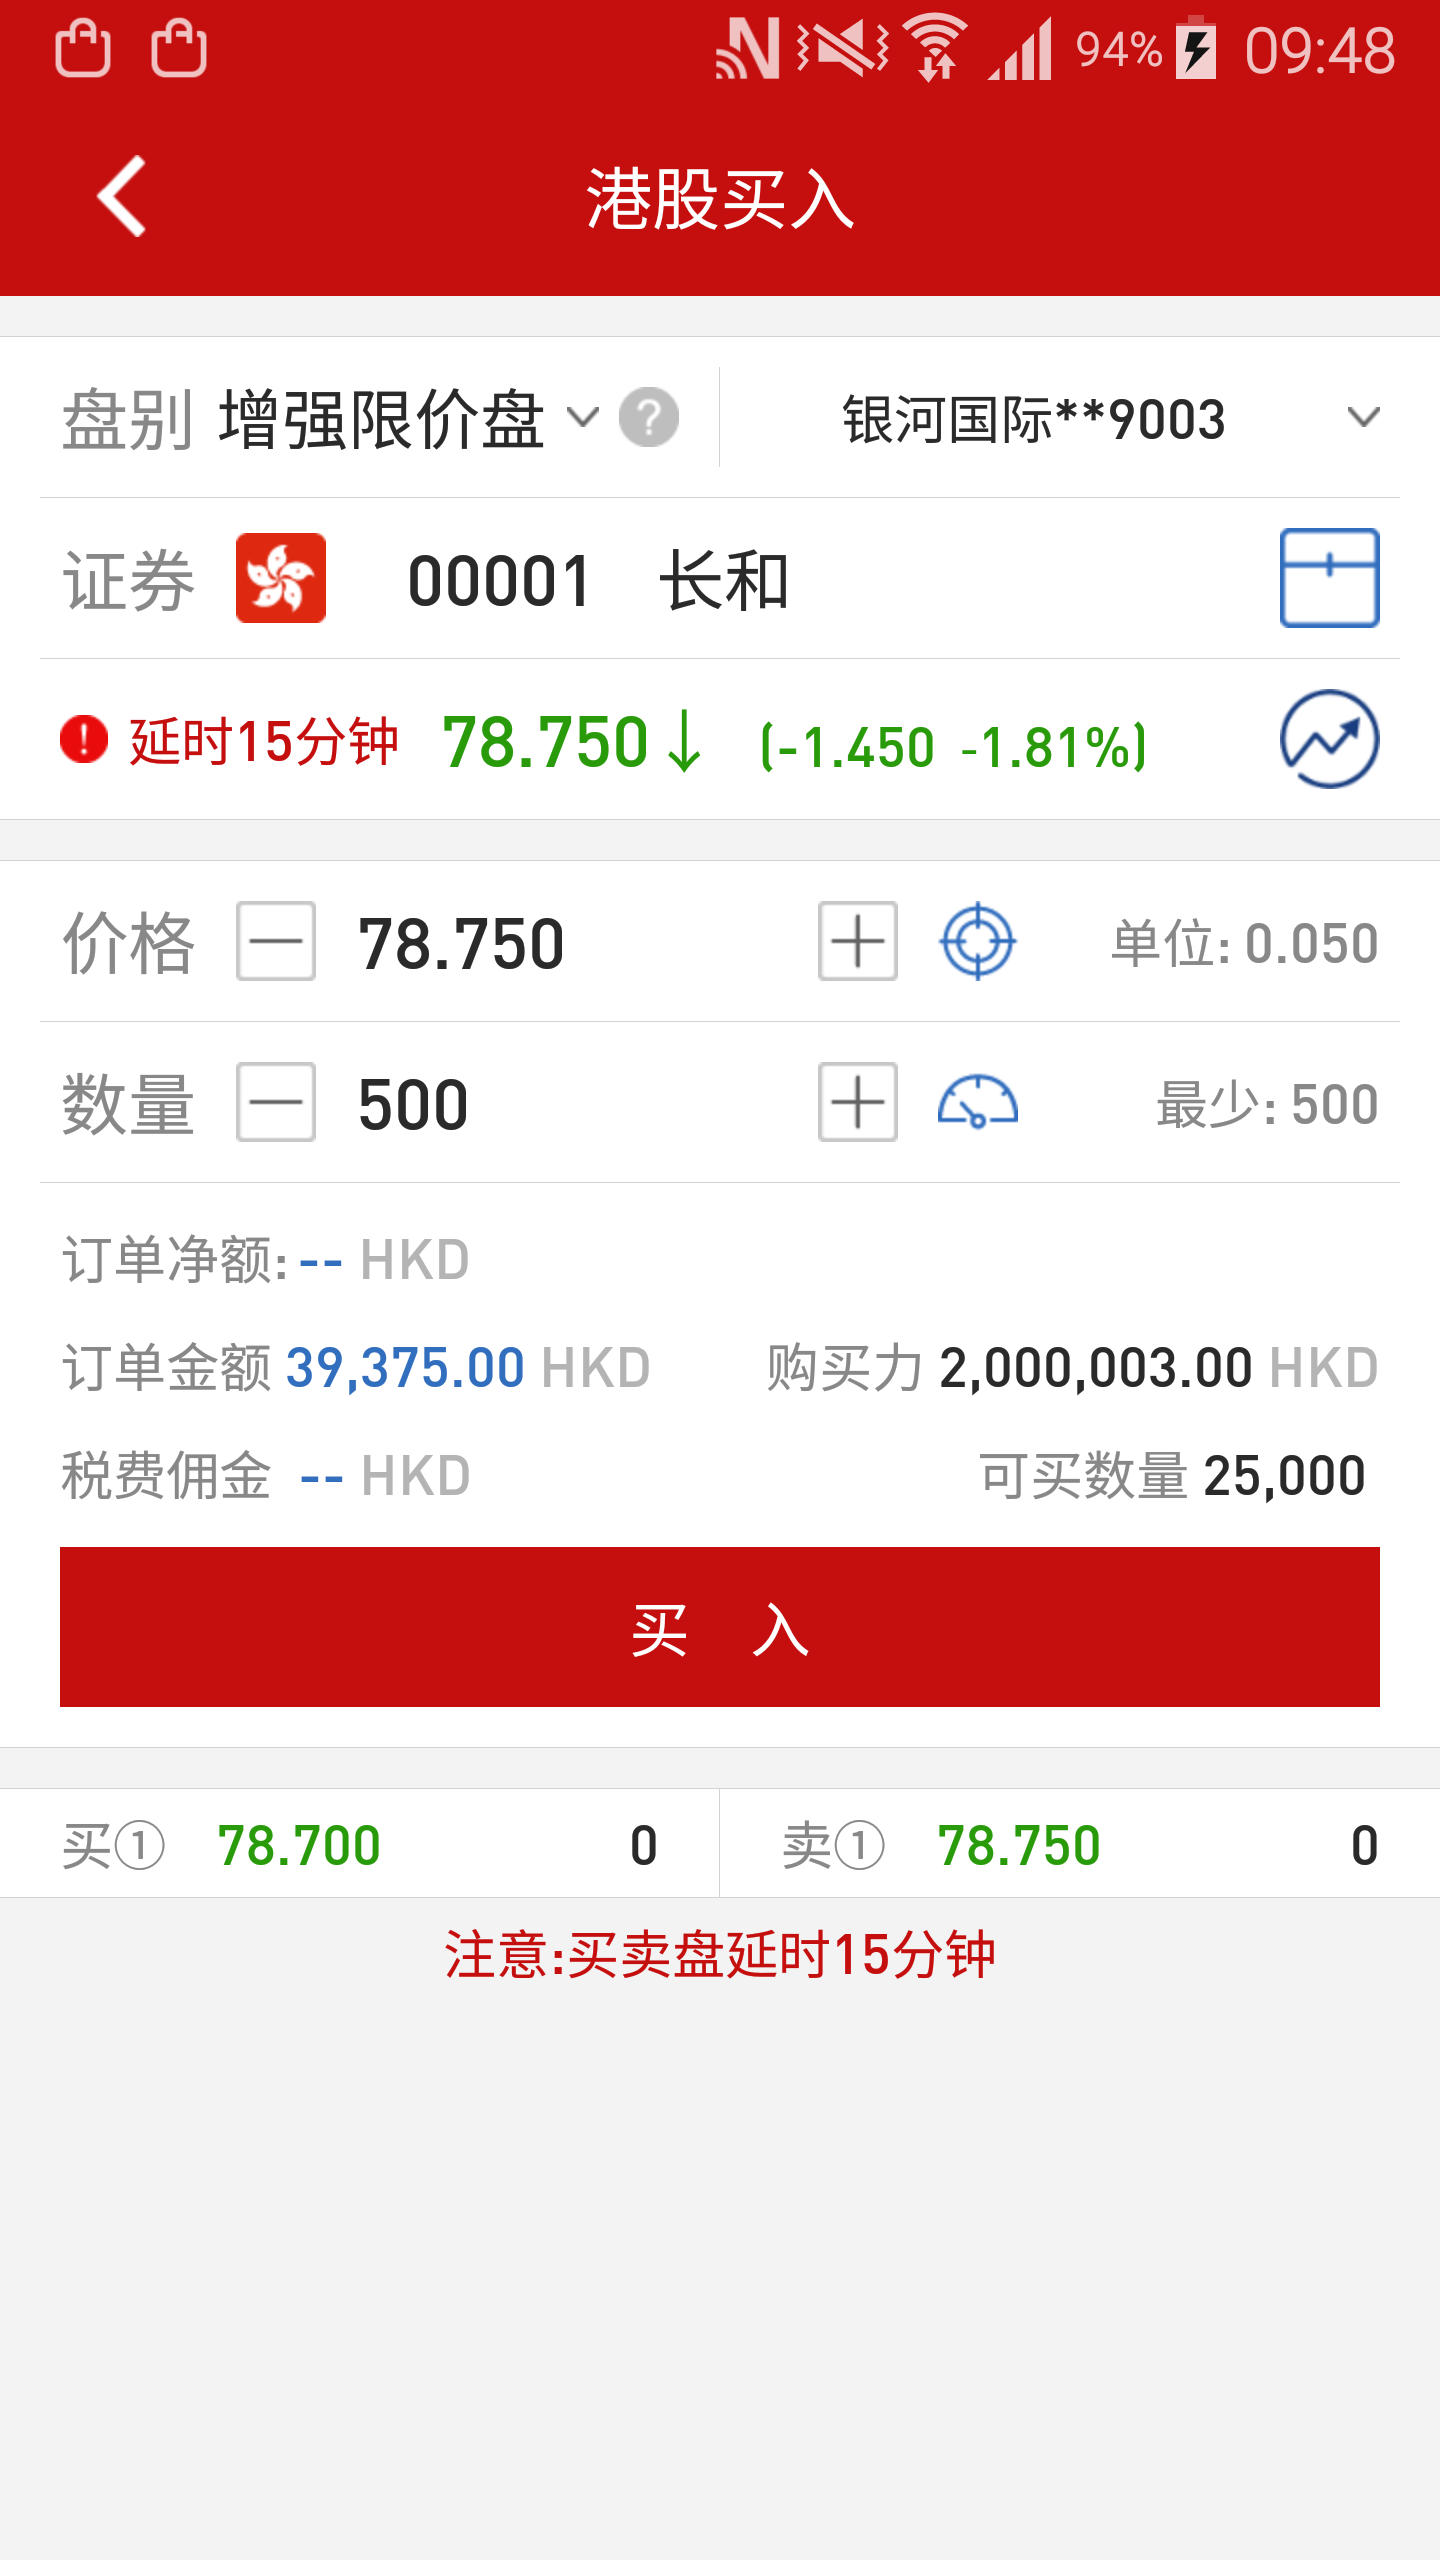 94% 09:48
港股买入
盘别 增强限价盘 ? 银河国际**9003
证券 00001 长和
! 延时15分钟 78.750↓ (-1.450 -1.81%)
价格 — 78.750 + 单位: 0.050
数量 — 500 + 最少: 500
订单净额: -- HKD
订单金额 39,375.00 HKD 购买力 2,000,003.00 HKD
税费佣金 -- HKD 可买数量 25,000
买 入
买① 78.700 0 卖① 78.750 0
注意:买卖盘延时15分钟